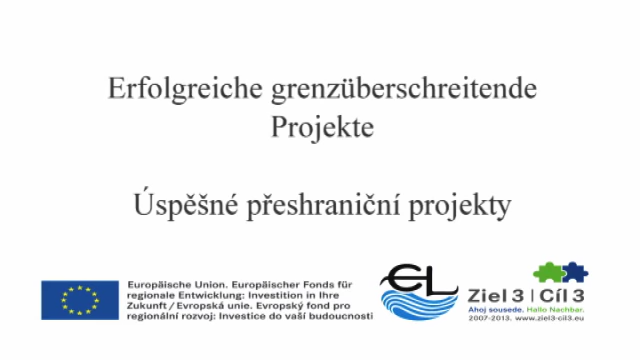 Erfolgreiche grenzüberschreitende
Projekte
Úspěšné přeshraniční projekty
Europäische Union. Europäischer Fonds für
regionale Entwicklung: Investition in Ihre
Zukunft / Evropská unie. Evropský fond pro
regionální rozvoj: Investice do vaší budoucnosti
EL
Ziel 3 | Cíl 3
Ahoj sousede. Hallo Nachbar.
2007-2013. www.ziel3-cil3.eu